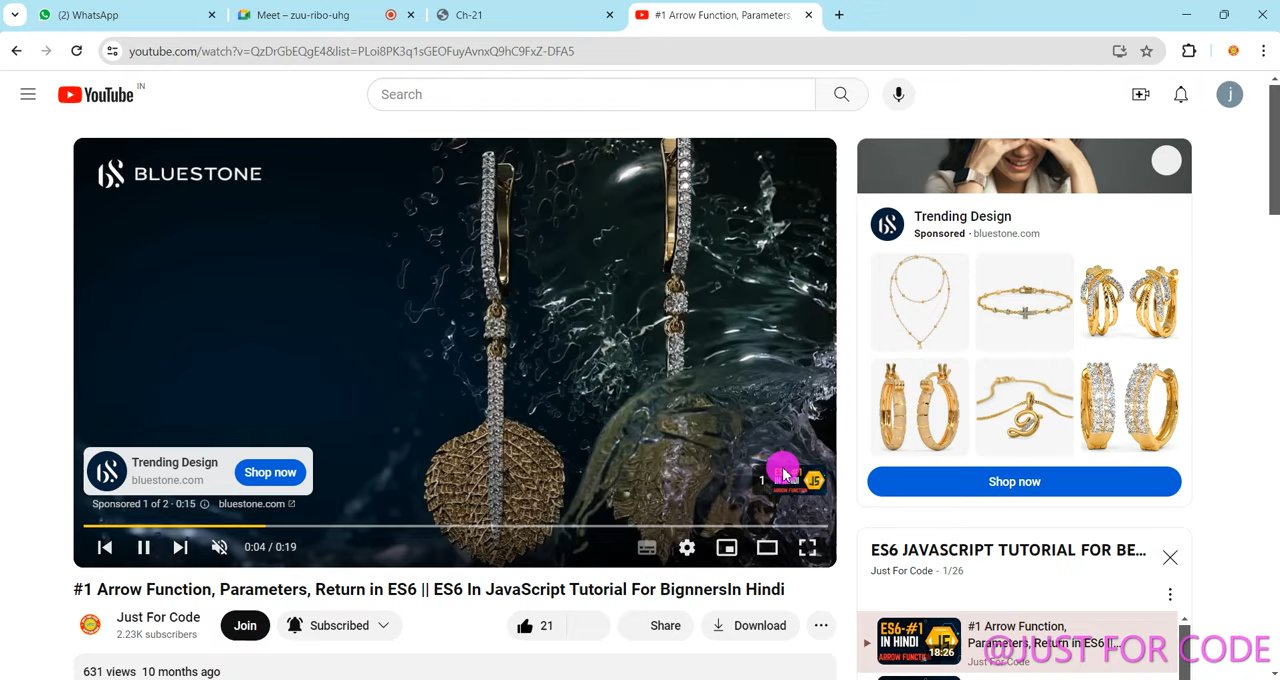 (2) WhatsApp
Meet – zuu-ribo-uhg
Ch-21
#1 Arrow Function, Parameters,
youtube.com/watch?v=QzDrGbEQgE4&list=PLoi8PK3q1sGEOFuyAvnxQ9hC9FxZ-DFA5
YouTube IN
Search
j
BLUESTONE
Trending Design
bluestone.com
Shop now
Sponsored 1 of 2 · 0:15
bluestone.com
1
IN HINDI
JS
0:04 / 0:19
#1 Arrow Function, Parameters, Return in ES6 || ES6 In JavaScript Tutorial For BignnersIn Hindi
Just For Code
2.23K subscribers
Join
Subscribed
21
Share
Download
631 views 10 months ago
Trending Design
Sponsored · bluestone.com
Shop now
ES6 JAVASCRIPT TUTORIAL FOR BE...
Just For Code - 1/26
ES6-#1
IN HINDI
ARROW FUNCTI
18:26
#1 Arrow Function,
Parameters, Return in ES6 ||...
Just For Code
@JUST FOR CODE